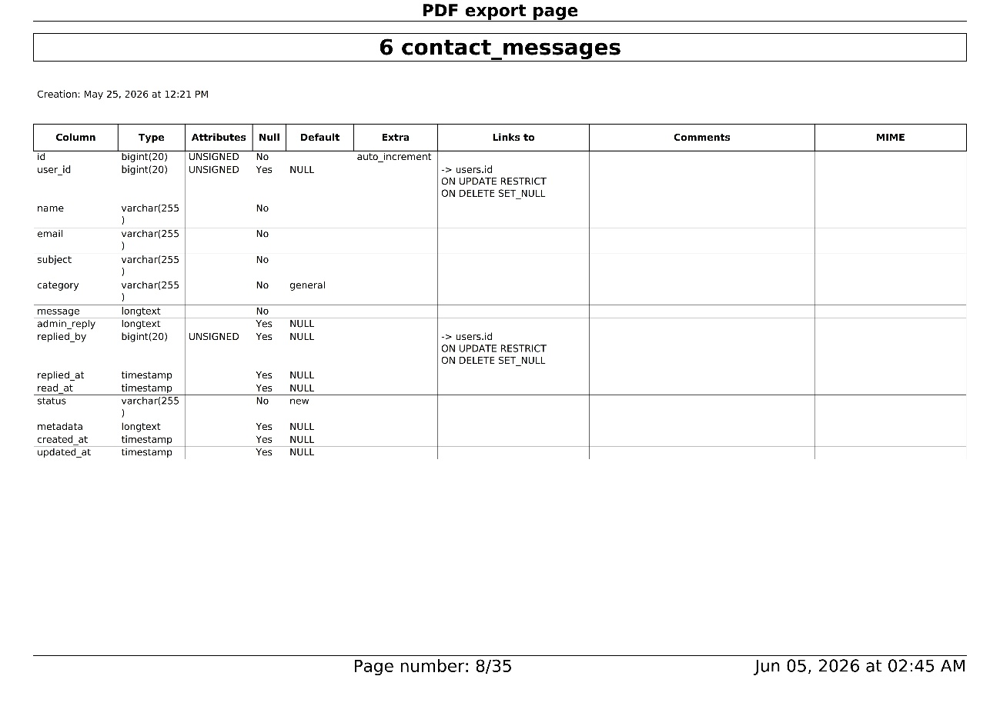 PDF export page
6 contact_messages
Creation: May 25, 2026 at 12:21 PM
Column Type Attributes Null Default Extra Links to Comments MIME
id bigint(20) UNSIGNED No auto_increment
user_id bigint(20) UNSIGNED Yes NULL -> users.id
ON UPDATE RESTRICT
ON DELETE SET_NULL
name varchar(255 No
)
email varchar(255 No
)
subject varchar(255 No
)
category varchar(255 No general
)
message longtext No
admin_reply longtext Yes NULL
replied_by bigint(20) UNSIGNED Yes NULL -> users.id
ON UPDATE RESTRICT
ON DELETE SET_NULL
replied_at timestamp Yes NULL
read_at timestamp Yes NULL
status varchar(255 No new
)
metadata longtext Yes NULL
created_at timestamp Yes NULL
updated_at timestamp Yes NULL
Page number: 8/35 Jun 05, 2026 at 02:45 AM